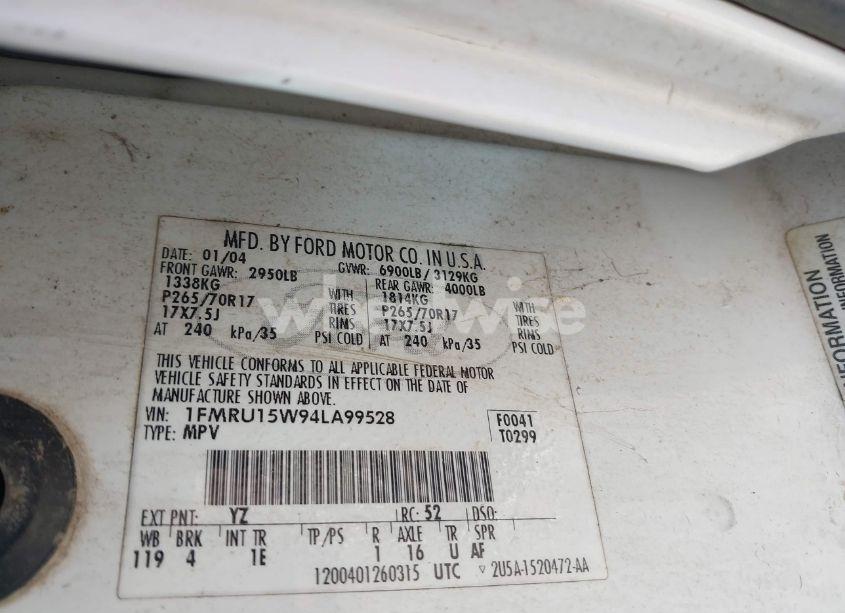 MFD. BY FORD MOTOR CO. IN U.S.A.
DATE: 01/04 GVWR: 6900LB / 3129KG
FRONT GAWR: 2950LB REAR GAWR: 4000LB
1338KG WITH 1814KG WITH
P265/70R17 TIRES P265/70R17 TIRES
17X7.5J RIMS 17X7.5J RIMS
AT 240 kPa/35 PSI COLD AT 240 kPa/35 PSI COLD
THIS VEHICLE CONFORMS TO ALL APPLICABLE FEDERAL MOTOR
VEHICLE SAFETY STANDARDS IN EFFECT ON THE DATE OF
MANUFACTURE SHOWN ABOVE.
VIN: 1FMRU15W94LA99528 F0041
TYPE: MPV T0299
EXT PNT: YZ RC: 52 DSO:
WB BRK INT TR TP/PS R AXLE TR SPR
119 4 1E 1 16 U AF
1200401260315 UTC ▽ 2U5A-1520472-AA
INFORMATION
INFORMATION
wheelwise